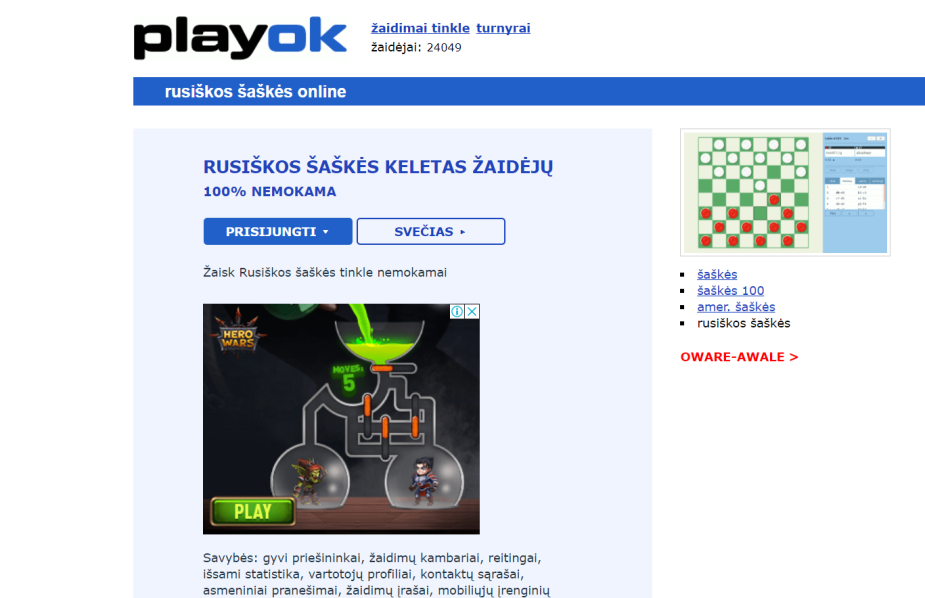 playok
žaidimai tinkle turnyrai
žaidėjai: 24049
rusiškos šaškės online
RUSIŠKOS ŠAŠKĖS KELETAS ŽAIDĖJŲ
100% NEMOKAMA
PRISIJUNGTI
SVEČIAS
Žaisk Rusiškos šaškės tinkle nemokamai
HERO
WARS
MOVES:
5
PLAY
Savybės: gyvi priešininkai, žaidimų kambariai, reitingai,
išsami statistika, vartotojų profiliai, kontaktų sąrašai,
asmeniniai pranešimai, žaidimų įrašai, mobiliųjų įrenginių
šaškės
šaškės 100
amer. šaškės
rusiškos šaškės
OWARE-AWALE >